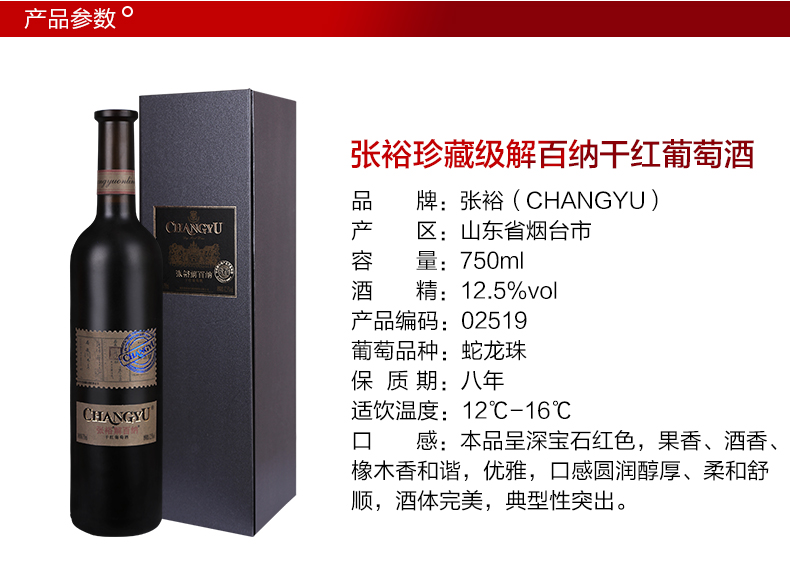 产品参数
张裕珍藏级解百纳干红葡萄酒
品 牌：张裕（CHANGYU）
产 区：山东省烟台市
容 量：750ml
酒 精：12.5%vol
产品编码：02519
葡萄品种：蛇龙珠
保 质 期：八年
适饮温度：12℃-16℃
口 感：本品呈深宝石红色，果香、酒香、
橡木香和谐，优雅，口感圆润醇厚、柔和舒
顺，酒体完美，典型性突出。
CHANGYU
张裕解百纳
CHANGYU
CHANGYU
张裕解百纳
干红葡萄酒